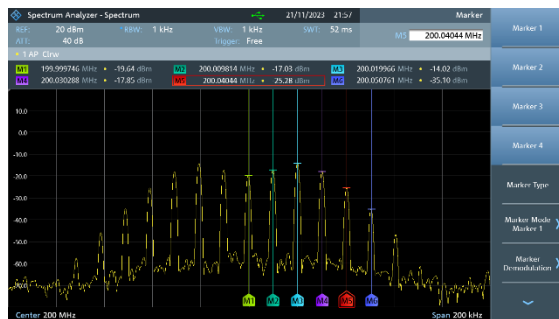 Spectrum Analyzer - Spectrum 21/11/2023 21:57 Marker
REF: 20 dBm RBW: 1 kHz VBW: 1 kHz SWT: 52 ms
ATT: 40 dB Trigger: Free M5 200.04044 MHz
1 AP Clrw
M1 199.999746 MHz • -19.64 dBm M2 200.009814 MHz • -17.03 dBm M3 200.019966 MHz • -14.02 dBm
M4 200.030288 MHz • -17.85 dBm M5 200.04044 MHz • -25.28 dBm M6 200.050761 MHz • -35.10 dBm
10.0
0.0
-10.0
-20.0
-30.0
-40.0
-50.0
-60.0
M1 M2 M3 M4 M5 M6
Center 200 MHz Span 200 kHz
Marker 1
Marker 2
Marker 3
Marker 4
Marker Type
Marker Mode
Marker 1
Marker
Demodulation